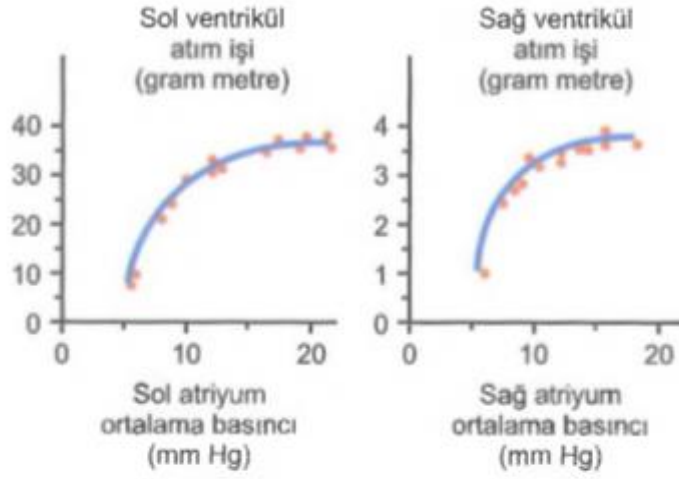 Sol ventrikül
atım işi
(gram metre)
40
30
20
10
0
0 10 20
Sol atriyum
ortalama basıncı
(mm Hg)
Sağ ventrikül
atım işi
(gram metre)
4
3
2
1
0
0 10 20
Sağ atriyum
ortalama basıncı
(mm Hg)